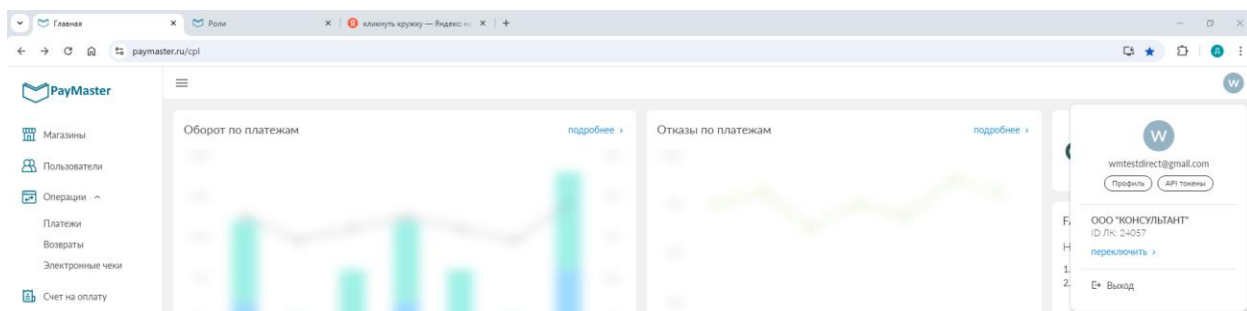 Главная
Роли
кликнуть кружку — Яндекс: н
paymaster.ru/cpl
Д
PayMaster
W
Магазины
Пользователи
Операции
Платежи
Возвраты
Электронные чеки
Счет на оплату
Оборот по платежам
подробнее ›
Отказы по платежам
подробнее ›
1.
2.
W
wmtestdirect@gmail.com
Профиль
API токены
ООО "КОНСУЛЬТАНТ"
ID ЛК: 24057
переключить ›
Выход